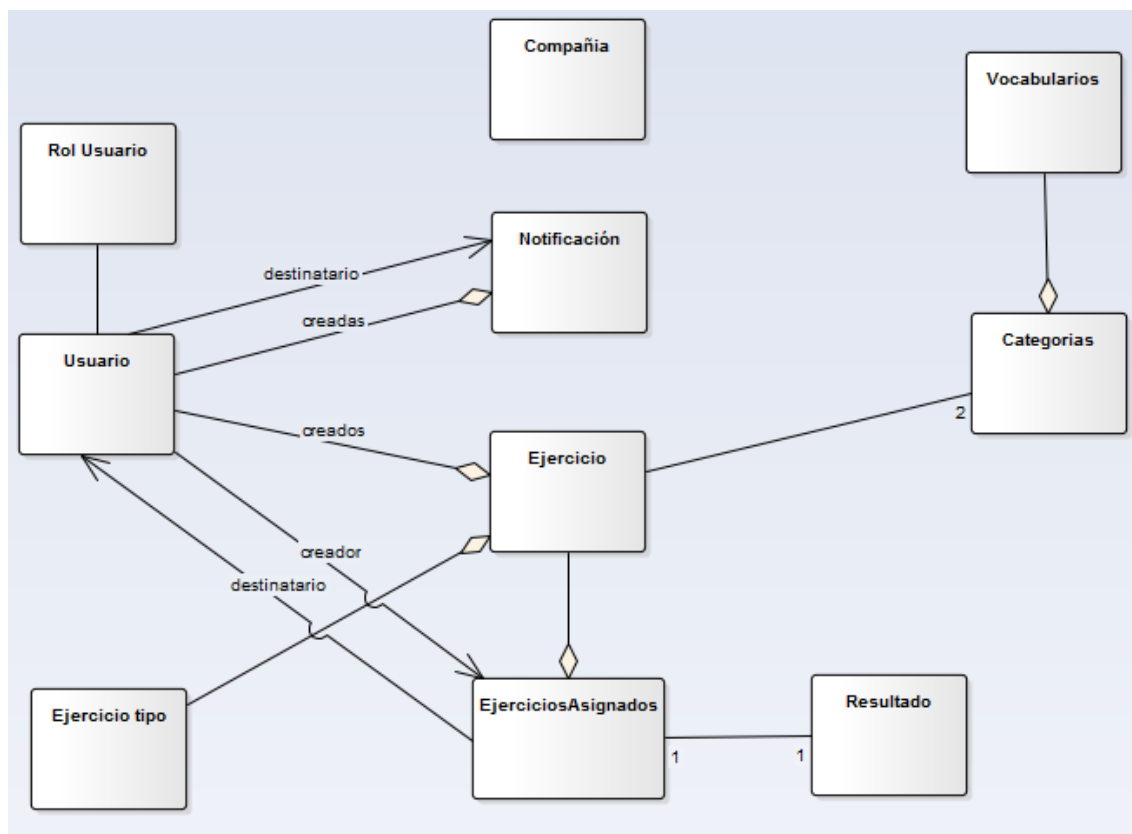 Compañia
Vocabularios
Rol Usuario
Notificación
destinatario
creadas
Categorias
Usuario
2
creados
Ejercicio
creador
destinatario
Ejercicio tipo
EjerciciosAsignados
Resultado
1
1